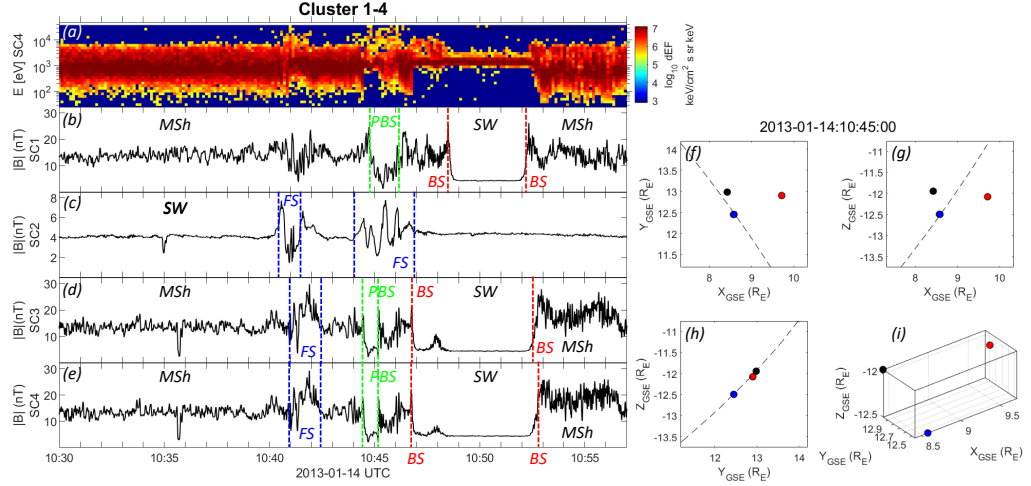 Cluster 1-4
(a)
E [eV] SC4
10⁴
10³
10²
7
6
5
4
3
log₁₀ dEF
keV/cm² s sr keV
(b)
MSh
PBS
SW
MSh
BS
BS
|B| (nT)
SC1
30
20
10
(c)
SW
FS
FS
|B|(nT)
SC2
8
6
4
2
(d)
MSh
FS
PBS
BS
SW
BS
MSh
|B|(nT)
SC3
30
20
10
(e)
MSh
FS
PBS
SW
BS
BS
MSh
|B| (nT)
SC4
30
20
10
10:30
10:35
10:40
10:45
10:50
10:55
2013-01-14 UTC
2013-01-14:10:45:00
(f)
Y_GSE (R_E)
14
13.5
13
12.5
12
11.5
8
9
10
X_GSE (R_E)
(g)
Z_GSE (R_E)
-11
-11.5
-12
-12.5
-13
-13.5
8
9
10
X_GSE (R_E)
(h)
Z_GSE (R_E)
-11
-11.5
-12
-12.5
-13
-13.5
12
13
14
Y_GSE (R_E)
(i)
Z_GSE (R_E)
-12
-12.5
12.9
12.7
12.5
Y_GSE (R_E)
8.5
9
9.5
X_GSE (R_E)